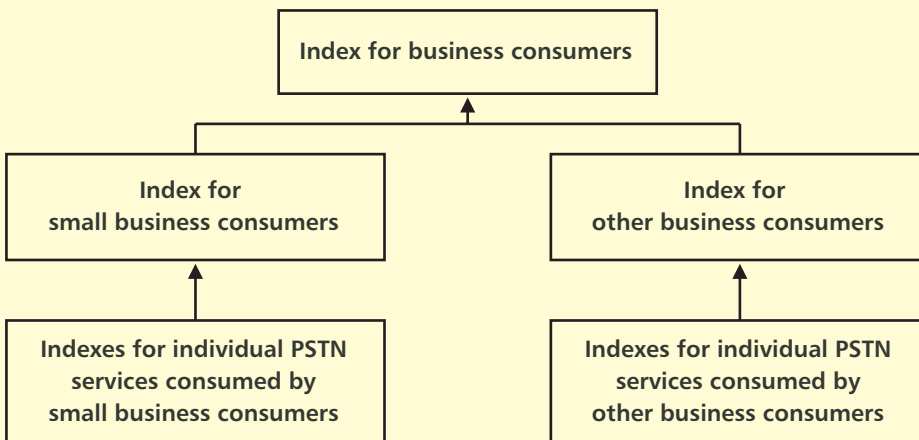 Index for business consumers
Index for
small business consumers
Index for
other business consumers
Indexes for individual PSTN
services consumed by
small business consumers
Indexes for individual PSTN
services consumed by
other business consumers